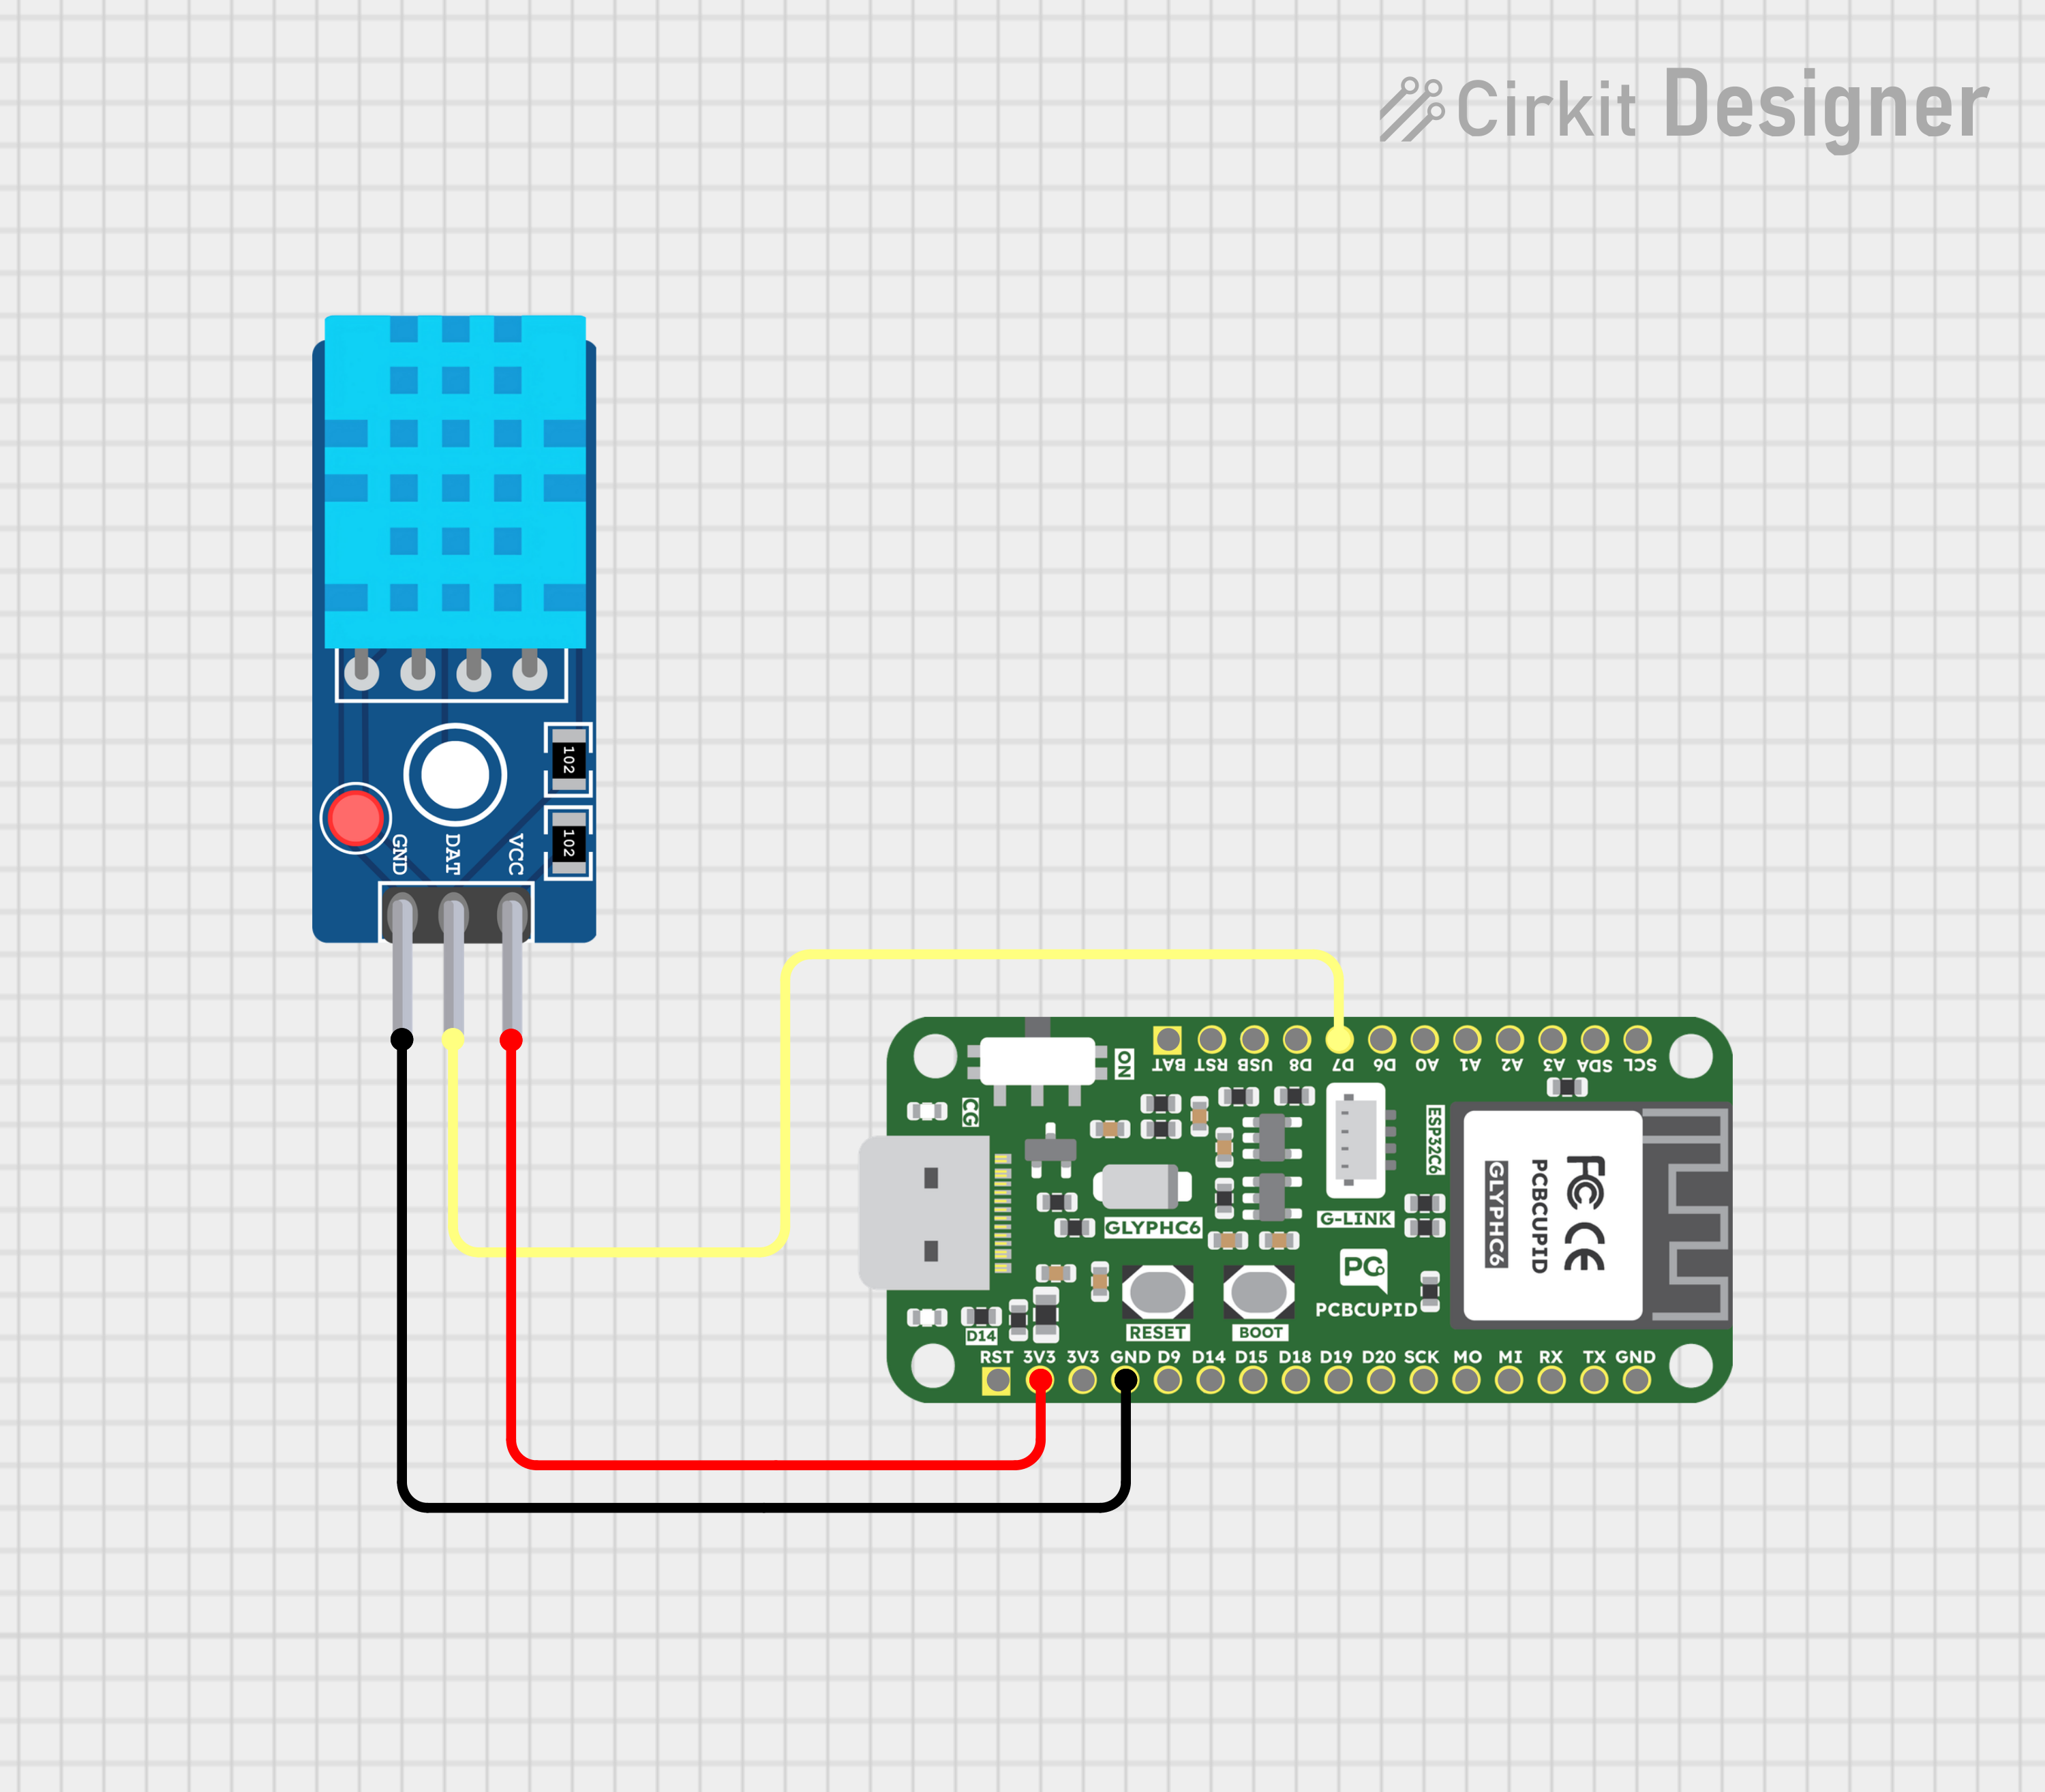 Cirkit Designer
102
102
GND DAT VCC
BAT RST USB D8 D7 D6 A0 A1 A2 A3 SDA SCL
ON
CG
ESP32C6
GLYPHC6
G-LINK
GLYPHC6
PCBCUPID
FC CE
PC
PCBCUPID
RESET
BOOT
D14
RST 3V3 3V3 GND D9 D14 D15 D18 D19 D20 SCK MO MI RX TX GND